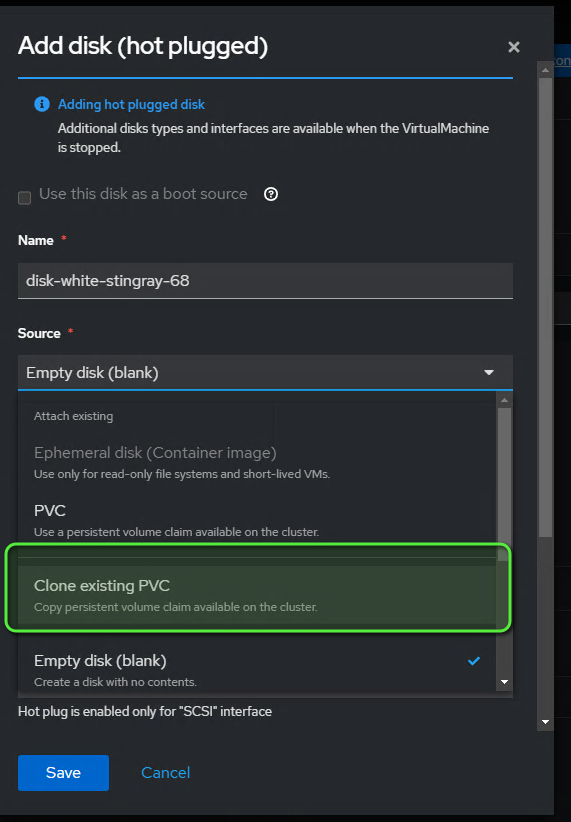 Add disk (hot plugged)
Adding hot plugged disk
Additional disks types and interfaces are available when the VirtualMachine
is stopped.
Use this disk as a boot source
Name *
disk-white-stingray-68
Source *
Empty disk (blank)
Attach existing
Ephemeral disk (Container image)
Use only for read-only file systems and short-lived VMs.
PVC
Use a persistent volume claim available on the cluster.
Clone existing PVC
Copy persistent volume claim available on the cluster.
Empty disk (blank)
Create a disk with no contents.
Hot plug is enabled only for "SCSI" interface
Save
Cancel